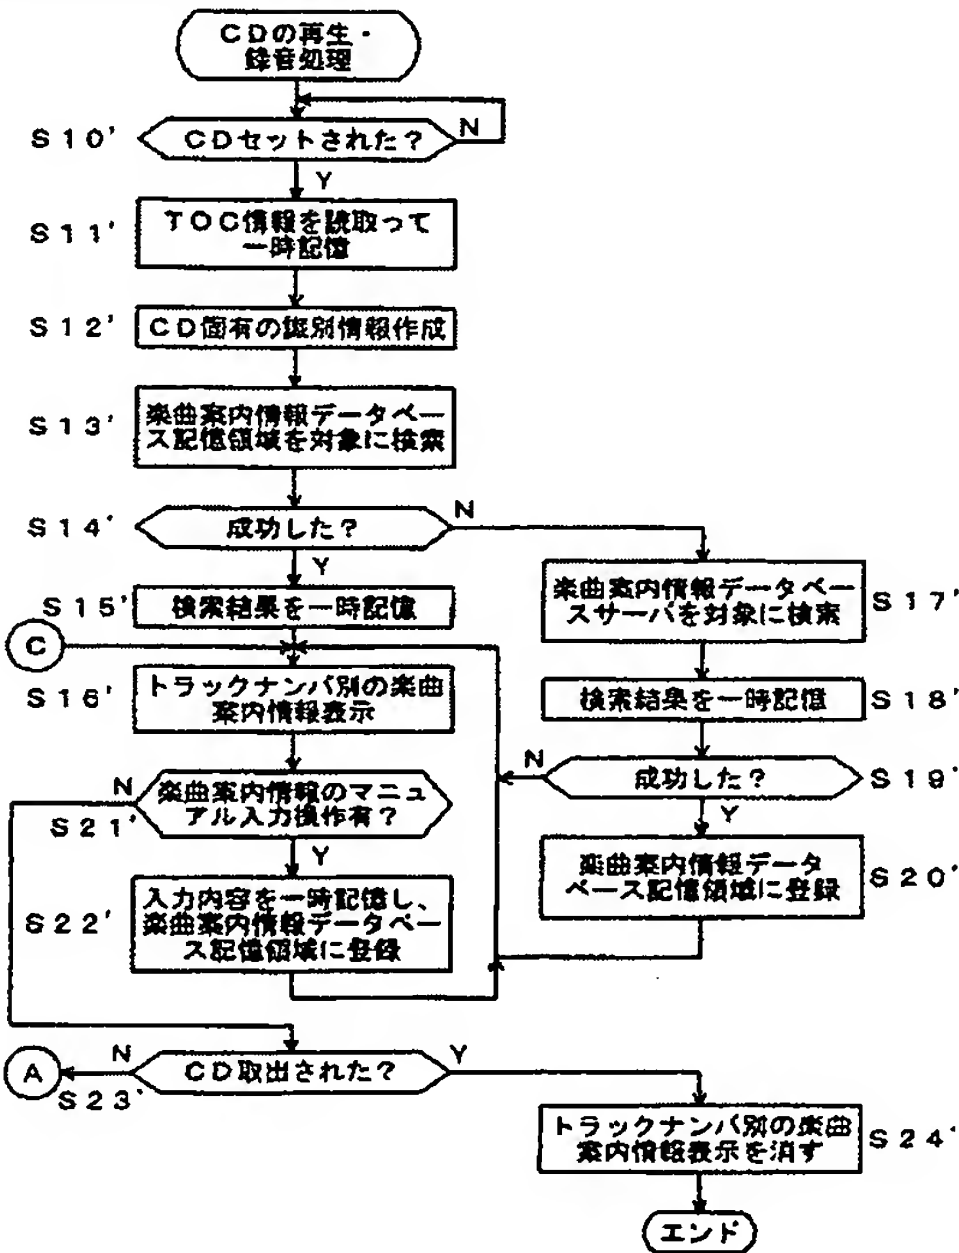 CDの再生・
録音処理
S10'
CDセットされた?
N
Y
S11'
TOC情報を読取って
一時記憶
S12'
CD固有の識別情報作成
S13'
楽曲案内情報データベー
ス記憶領域を対象に検索
S14'
成功した?
N
Y
S15'
検索結果を一時記憶
楽曲案内情報データベー
スサーバを対象に検索
S17'
C
S16'
トラックナンバ別の楽曲
案内情報表示
検索結果を一時記憶
S18'
N
成功した?
S19'
Y
N
S21'
楽曲案内情報のマニュ
アル入力操作有?
Y
楽曲案内情報データ
ベース記憶領域に登録
S20'
S22'
入力内容を一時記憶し、
楽曲案内情報データベー
ス記憶領域に登録
A
N
S23'
CD取出された?
Y
トラックナンバ別の楽曲
案内情報表示を消す
S24'
エンド